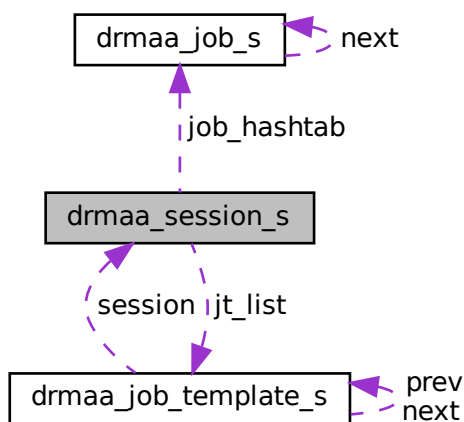 drmaa_job_s
next
job_hashtab
drmaa_session_s
session
jt_list
drmaa_job_template_s
prev
next